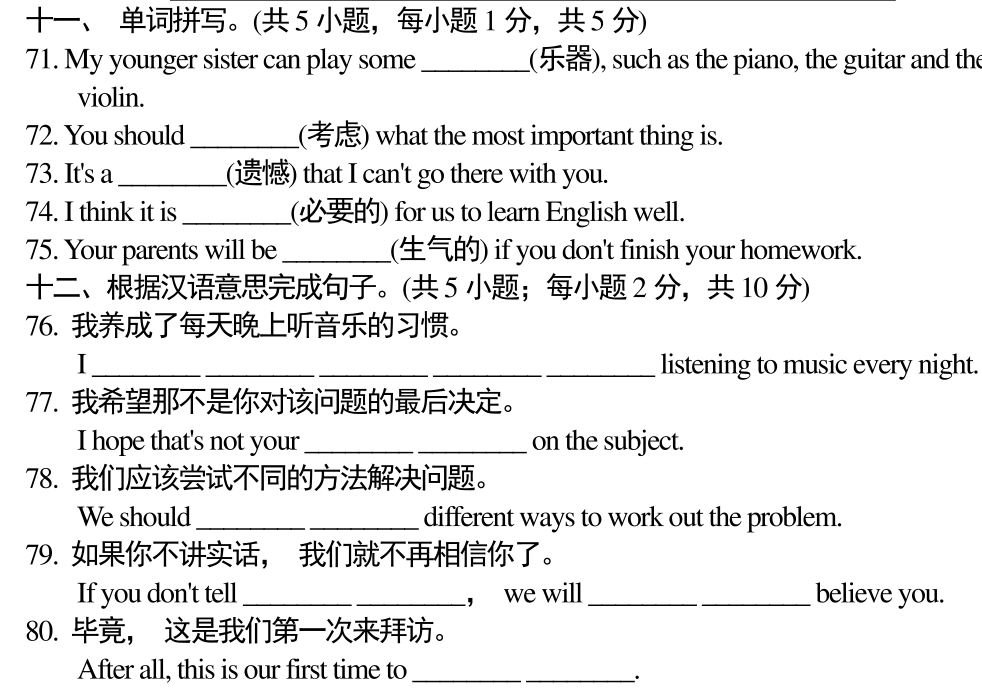 十一、 单词拼写。(共 5 小题，每小题 1 分，共 5 分)
71. My younger sister can play some ________(乐器), such as the piano, the guitar and the
violin.
72. You should ________(考虑) what the most important thing is.
73. It's a ________(遗憾) that I can't go there with you.
74. I think it is ________(必要的) for us to learn English well.
75. Your parents will be ________(生气的) if you don't finish your homework.
十二、根据汉语意思完成句子。(共 5 小题；每小题 2 分，共 10 分)
76. 我养成了每天晚上听音乐的习惯。
I ________ ________ ________ ________ ________ listening to music every night.
77. 我希望那不是你对该问题的最后决定。
I hope that's not your ________ ________ on the subject.
78. 我们应该尝试不同的方法解决问题。
We should ________ ________ different ways to work out the problem.
79. 如果你不讲实话， 我们就不再相信你了。
If you don't tell ________ ________， we will ________ ________ believe you.
80. 毕竟， 这是我们第一次来拜访。
After all, this is our first time to ________ ________.